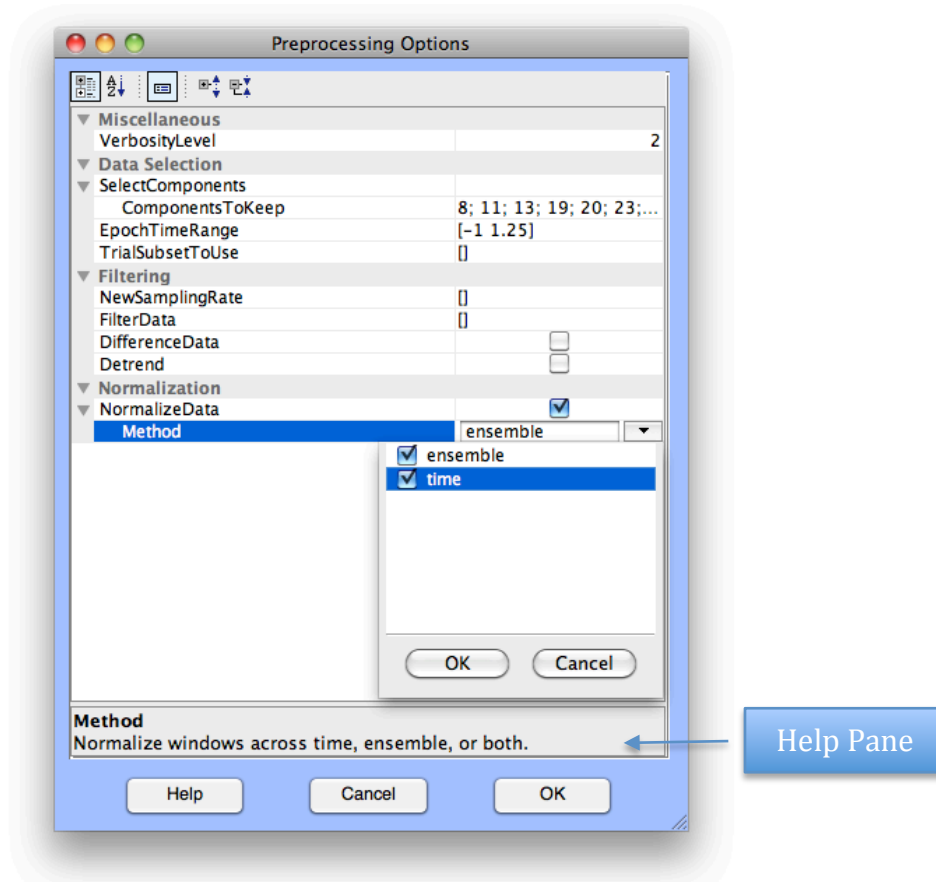 Preprocessing Options
Miscellaneous
VerbosityLevel 2
Data Selection
SelectComponents
ComponentsToKeep 8; 11; 13; 19; 20; 23;...
EpochTimeRange [-1 1.25]
TrialSubsetToUse []
Filtering
NewSamplingRate []
FilterData []
DifferenceData
Detrend
Normalization
NormalizeData
Method ensemble
ensemble
time
OK Cancel
Method
Normalize windows across time, ensemble, or both.
Help Pane
Help Cancel OK